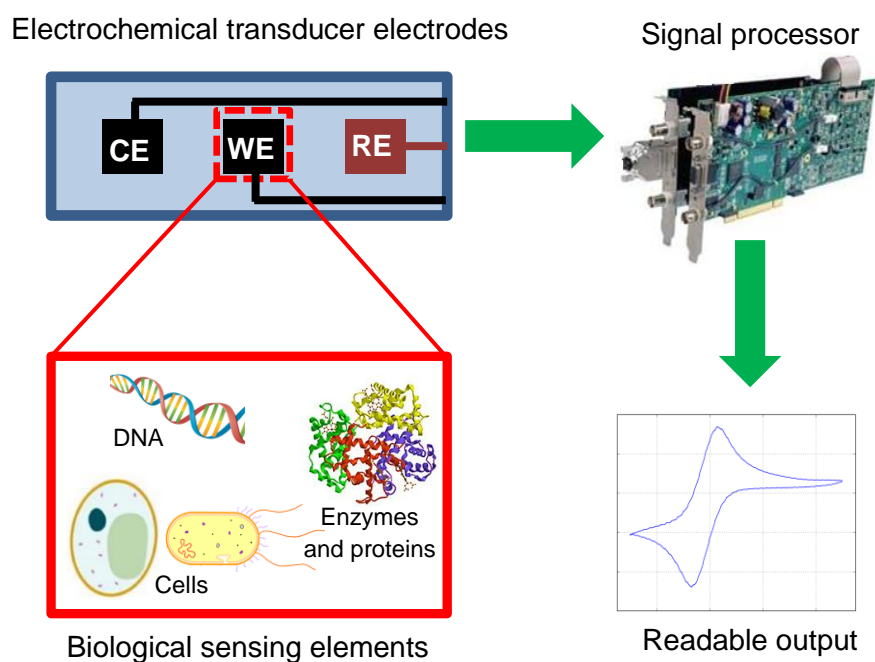 Electrochemical transducer electrodes
Signal processor
CE
WE
RE
DNA
Enzymes
and proteins
Cells
Biological sensing elements
Readable output